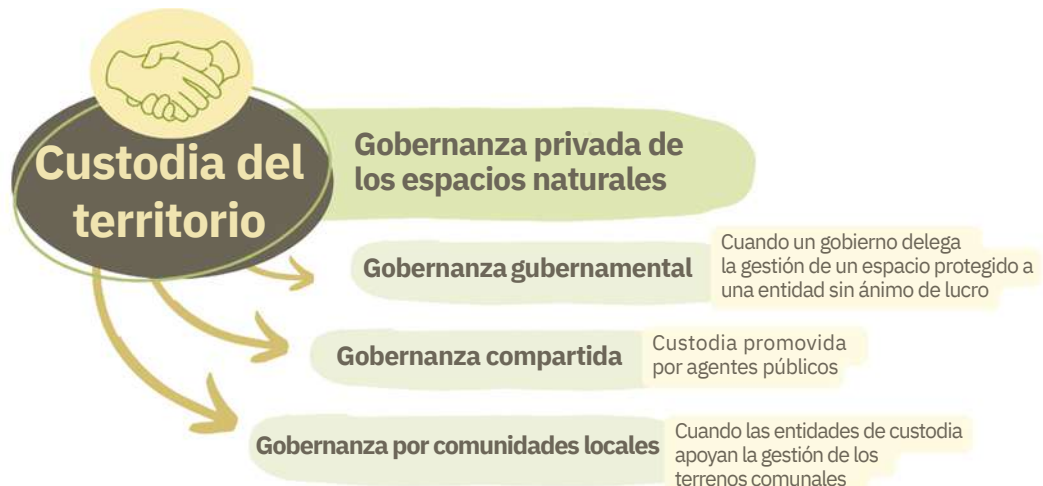 Custodia del
territorio
Gobernanza privada de
los espacios naturales
Gobernanza gubernamental
Cuando un gobierno delega
la gestión de un espacio protegido a
una entidad sin ánimo de lucro
Gobernanza compartida
Custodia promovida
por agentes públicos
Gobernanza por comunidades locales
Cuando las entidades de custodia
apoyan la gestión de los
terrenos comunales